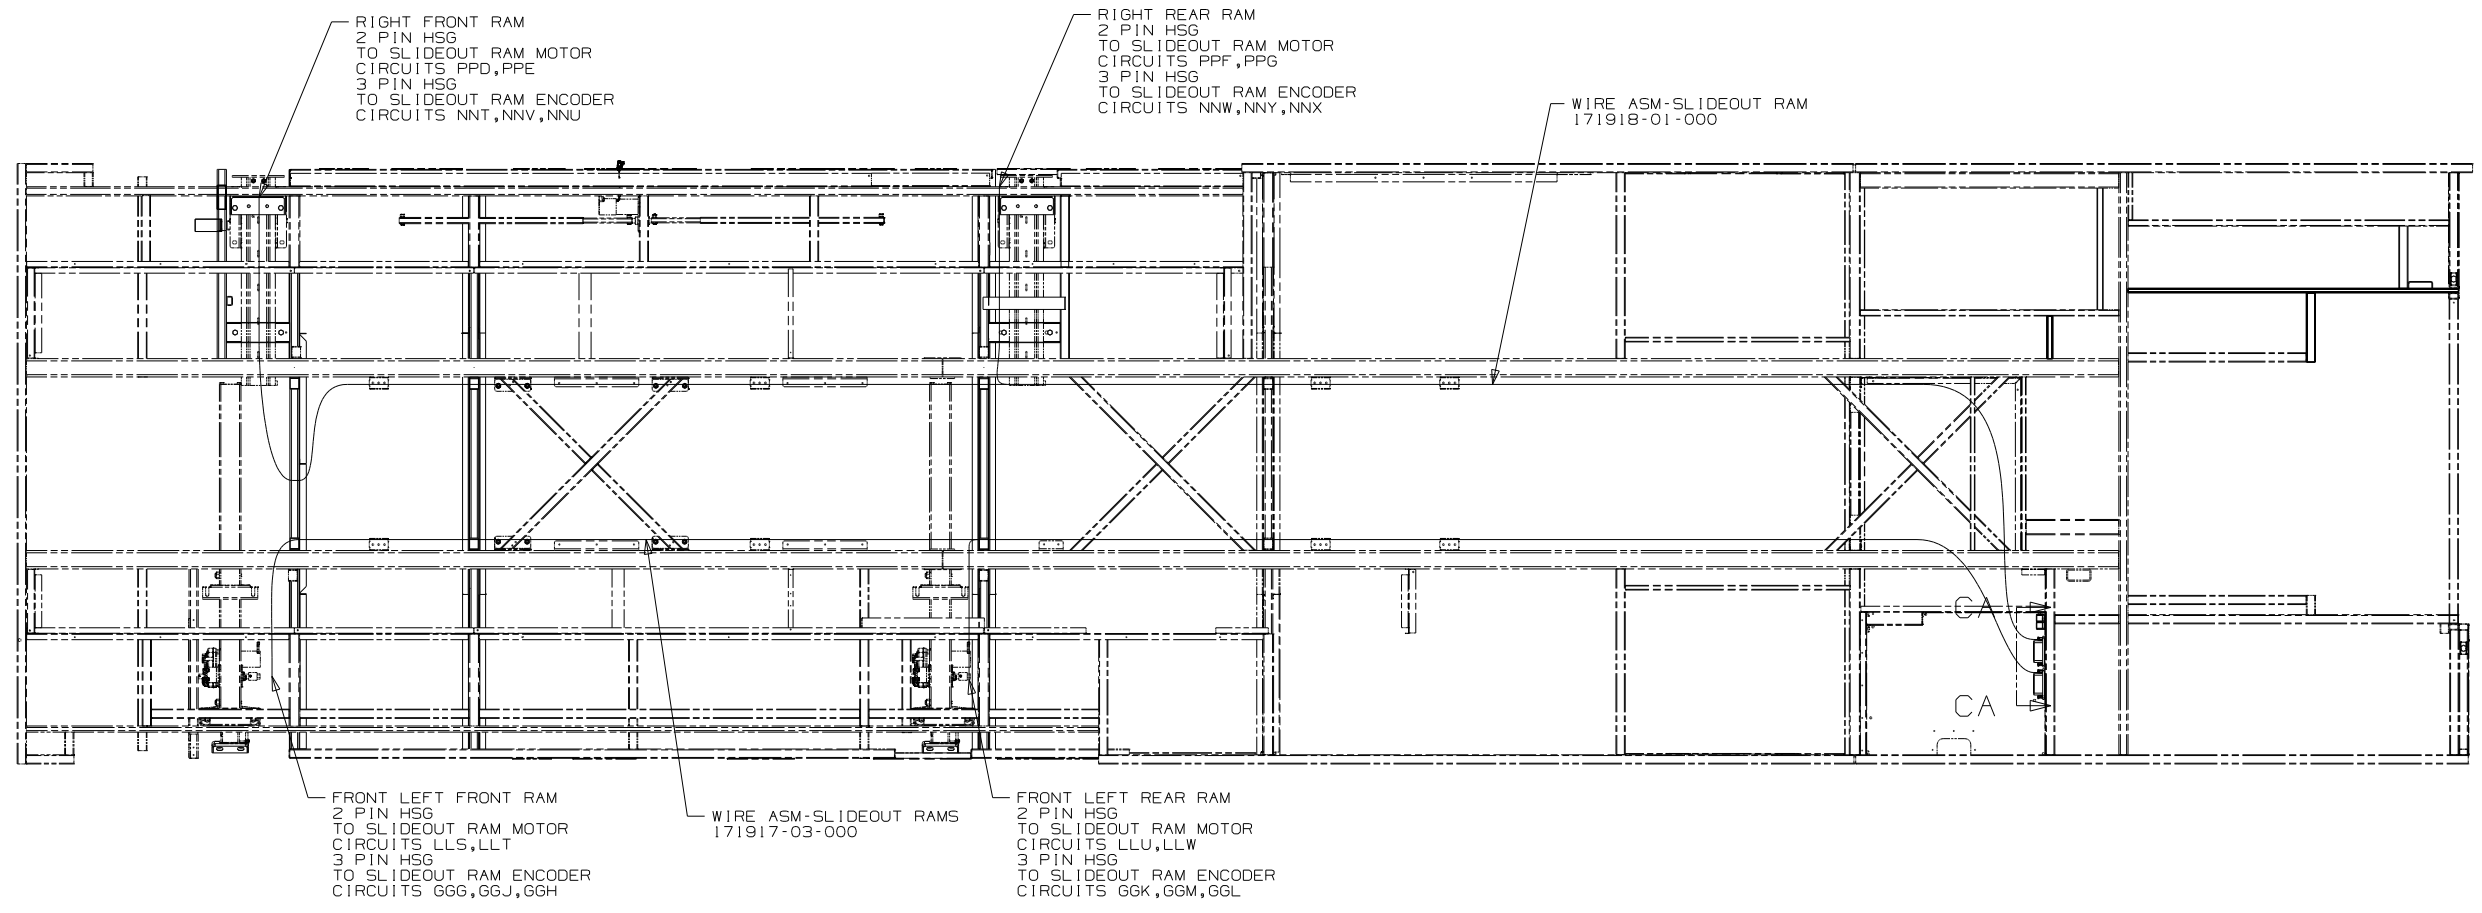 RIGHT FRONT RAM
2 PIN HSG
TO SLIDEOUT RAM MOTOR
CIRCUITS PPD,PPE
3 PIN HSG
TO SLIDEOUT RAM ENCODER
CIRCUITS NNT,NNV,NNU
RIGHT REAR RAM
2 PIN HSG
TO SLIDEOUT RAM MOTOR
CIRCUITS PPF,PPG
3 PIN HSG
TO SLIDEOUT RAM ENCODER
CIRCUITS NNW,NNY,NNX
WIRE ASM-SLIDEOUT RAM
171918-01-000
CA
CA
FRONT LEFT FRONT RAM
2 PIN HSG
TO SLIDEOUT RAM MOTOR
CIRCUITS LLS,LLT
3 PIN HSG
TO SLIDEOUT RAM ENCODER
CIRCUITS GGG,GGJ,GGH
WIRE ASM-SLIDEOUT RAMS
171917-03-000
FRONT LEFT REAR RAM
2 PIN HSG
TO SLIDEOUT RAM MOTOR
CIRCUITS LLU,LLW
3 PIN HSG
TO SLIDEOUT RAM ENCODER
CIRCUITS GGK,GGM,GGL